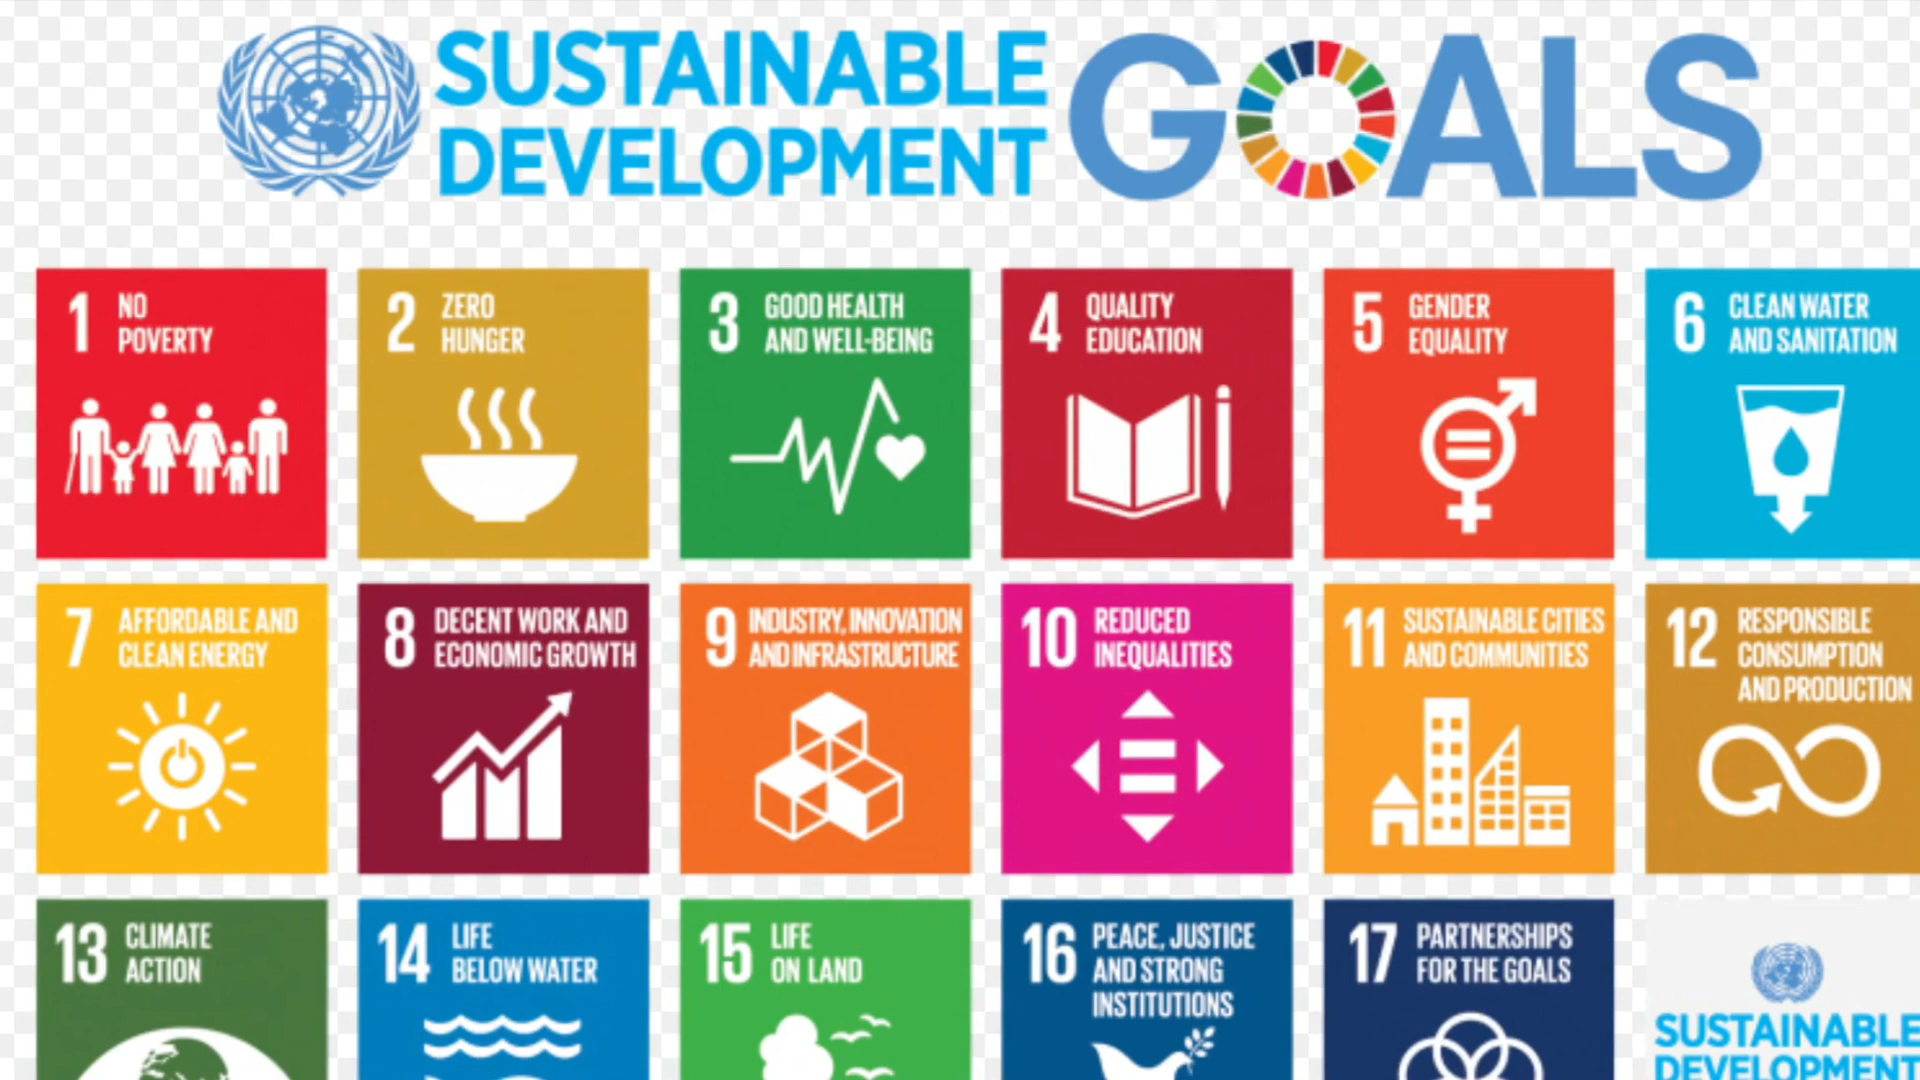 SUSTAINABLE
DEVELOPMENT
GOALS
1 NO
POVERTY
2 ZERO
HUNGER
3 GOOD HEALTH
AND WELL-BEING
4 QUALITY
EDUCATION
5 GENDER
EQUALITY
6 CLEAN WATER
AND SANITATION
7 AFFORDABLE AND
CLEAN ENERGY
8 DECENT WORK AND
ECONOMIC GROWTH
9 INDUSTRY, INNOVATION
AND INFRASTRUCTURE
10 REDUCED
INEQUALITIES
11 SUSTAINABLE CITIES
AND COMMUNITIES
12 RESPONSIBLE
CONSUMPTION
AND PRODUCTION
13 CLIMATE
ACTION
14 LIFE
BELOW WATER
15 LIFE
ON LAND
16 PEACE, JUSTICE
AND STRONG
INSTITUTIONS
17 PARTNERSHIPS
FOR THE GOALS
SUSTAINABLE
DEVELOPMENT